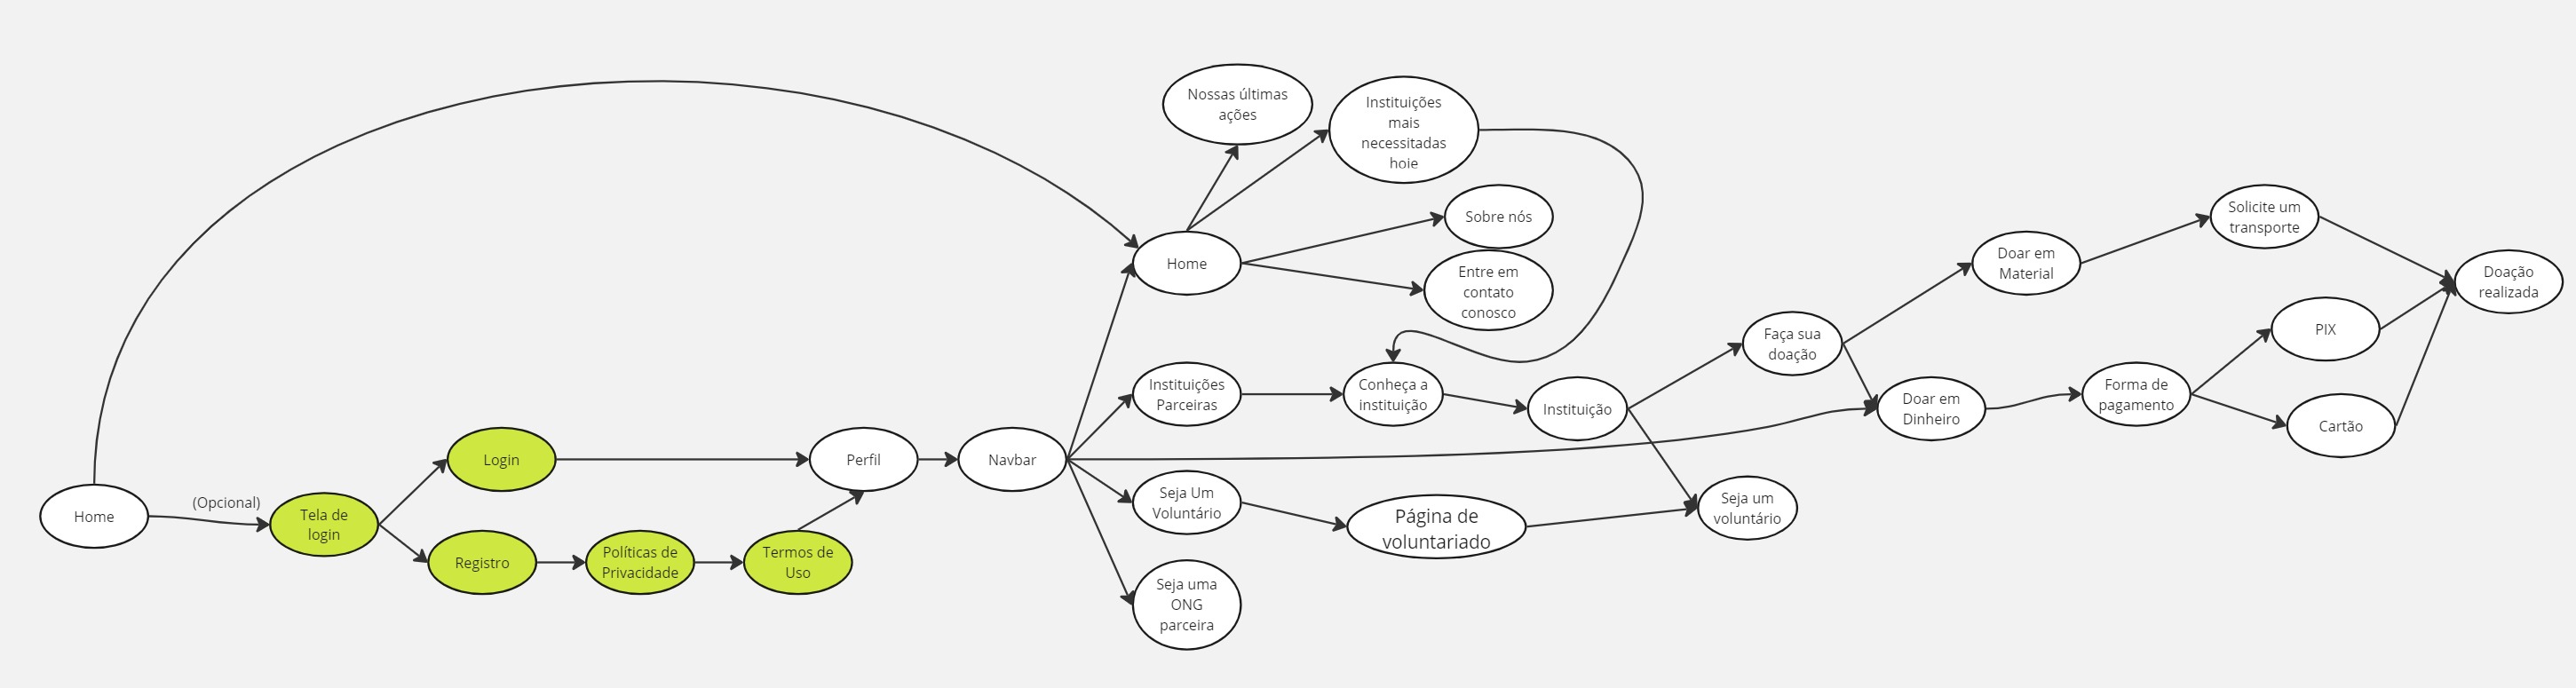 Home
(Opcional)
Tela de
login
Login
Registro
Políticas de
Privacidade
Termos de
Uso
Perfil
Navbar
Home
Nossas últimas
ações
Instituições
mais
necessitadas
hoie
Sobre nós
Entre em
contato
conosco
Instituições
Parceiras
Conheça a
instituição
Instituição
Seja Um
Voluntário
Página de
voluntariado
Seja um
voluntário
Seja uma
ONG
parceira
Faça sua
doação
Doar em
Material
Solicite um
transporte
Doar em
Dinheiro
Forma de
pagamento
PIX
Cartão
Doação
realizada